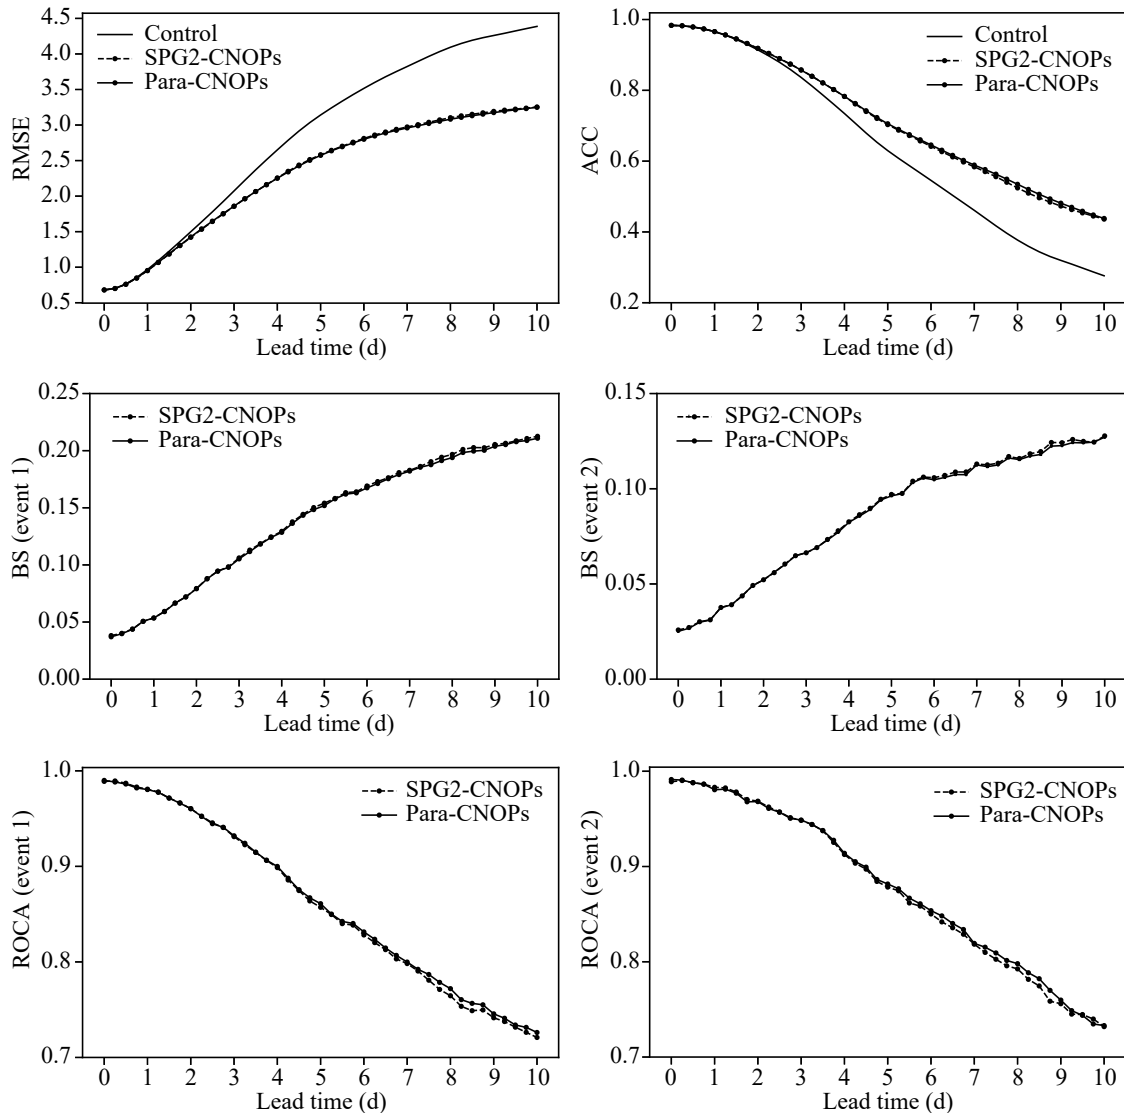 4.5
4.0
3.5
3.0
2.5
2.0
1.5
1.0
0.5
RMSE
Control
SPG2-CNOPs
Para-CNOPs
0 1 2 3 4 5 6 7 8 9 10
Lead time (d)
1.0
0.8
0.6
0.4
0.2
ACC
Control
SPG2-CNOPs
Para-CNOPs
0 1 2 3 4 5 6 7 8 9 10
Lead time (d)
0.25
0.20
0.15
0.10
0.05
0.00
BS (event 1)
SPG2-CNOPs
Para-CNOPs
0 1 2 3 4 5 6 7 8 9 10
Lead time (d)
0.15
0.10
0.05
0.00
BS (event 2)
SPG2-CNOPs
Para-CNOPs
0 1 2 3 4 5 6 7 8 9 10
Lead time (d)
1.0
0.9
0.8
0.7
ROCA (event 1)
SPG2-CNOPs
Para-CNOPs
0 1 2 3 4 5 6 7 8 9 10
Lead time (d)
1.0
0.9
0.8
0.7
ROCA (event 2)
SPG2-CNOPs
Para-CNOPs
0 1 2 3 4 5 6 7 8 9 10
Lead time (d)